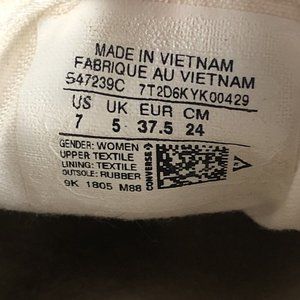 MADE IN VIETNAM
FABRIQUE AU VIETNAM
547239C 7T2D6KYK00429
US UK EUR CM
7 5 37.5 24
GENDER: WOMEN
UPPER TEXTILE
LINING: TEXTILE
OUTSOLE: RUBBER
9K 1805 M88
CONVERSE